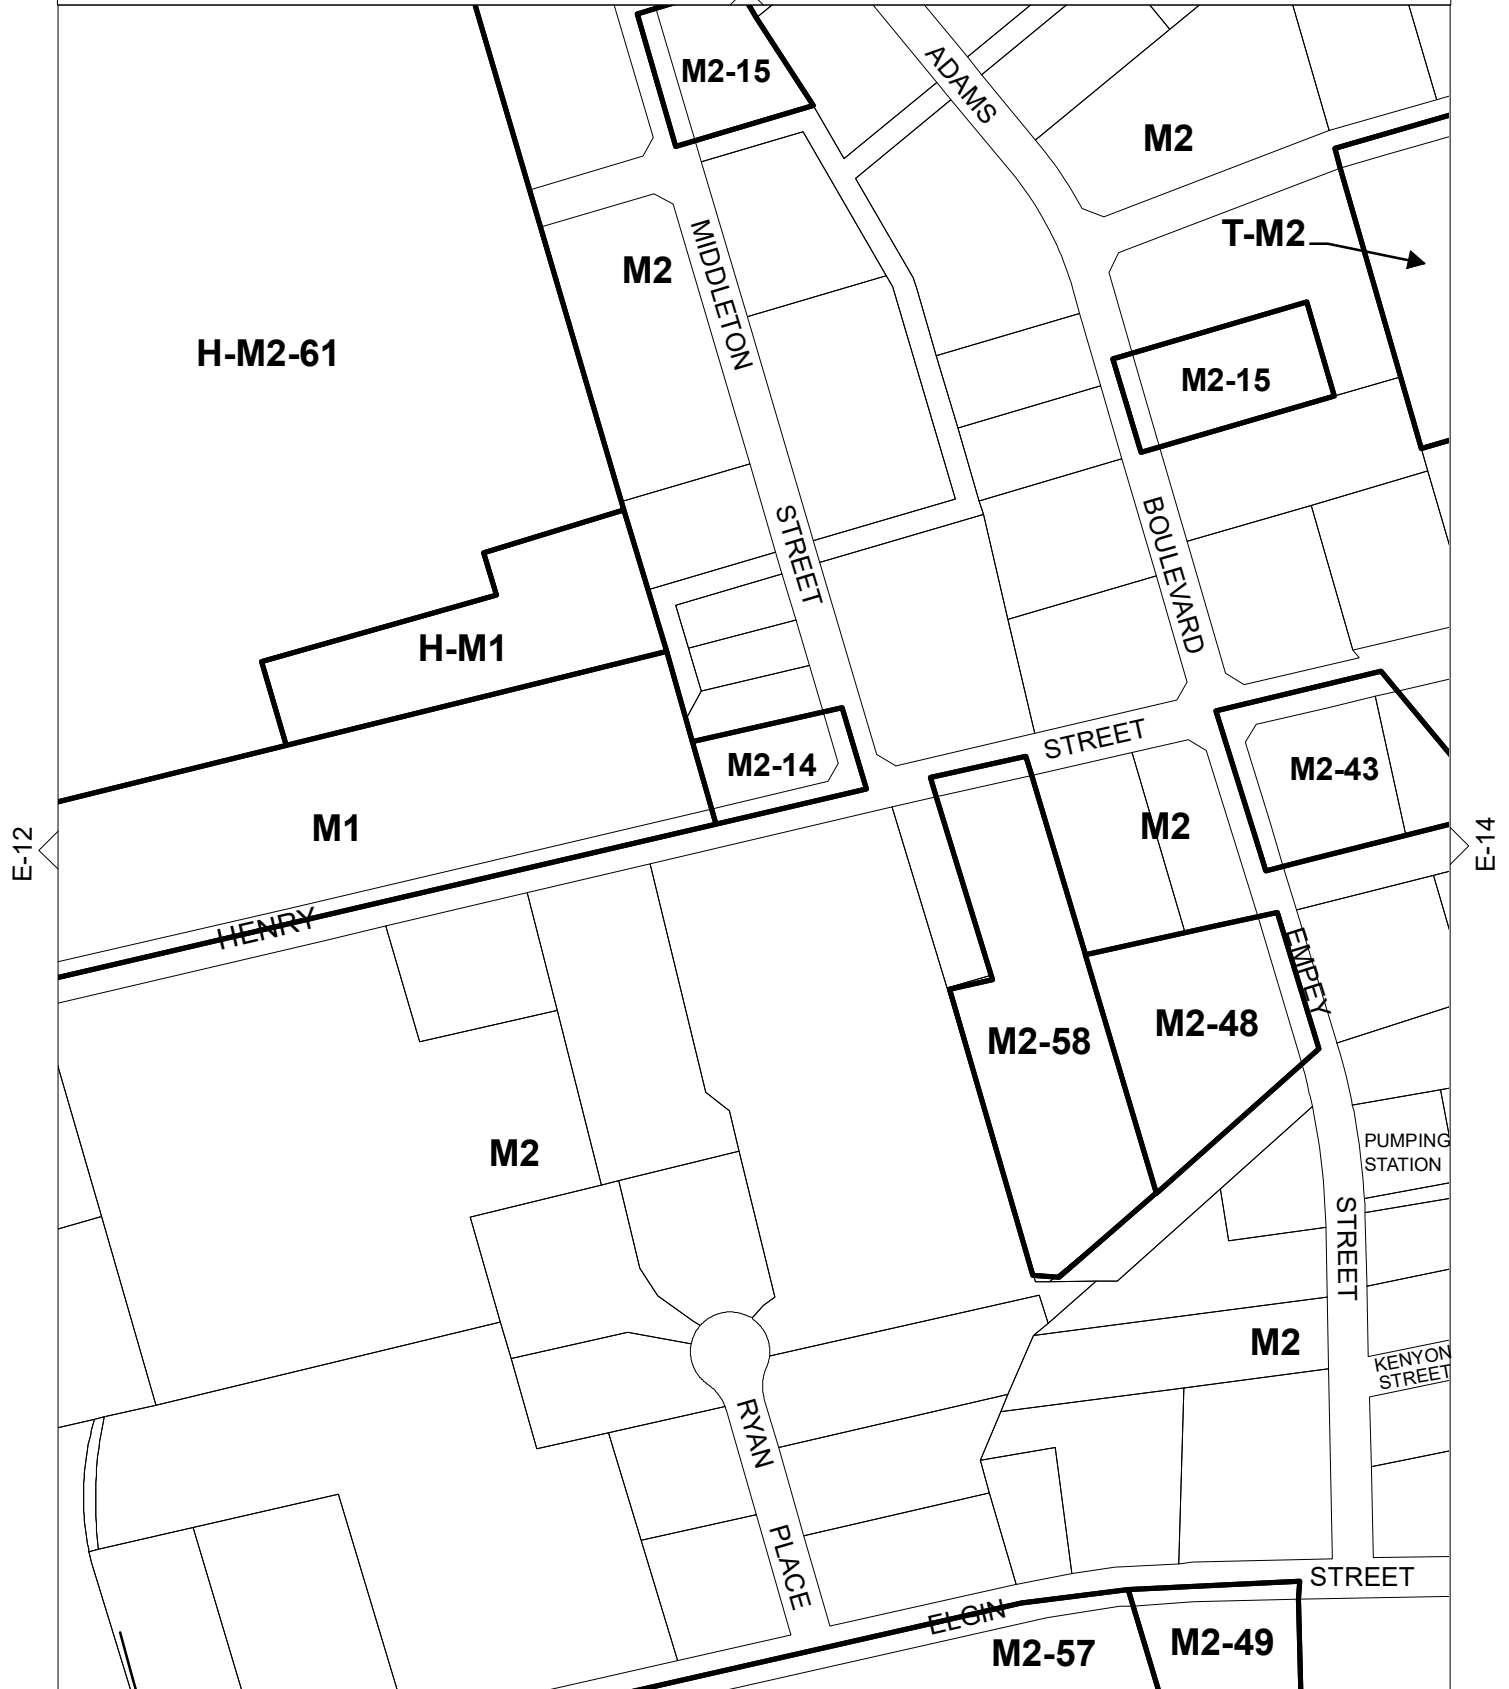 M2-15
ADAMS
M2
T-M2
MIDDLETON
M2
H-M2-61
M2-15
BOULEVARD
STREET
H-M1
STREET
M2-14
M2-43
M1
M2
E-12
E-14
HENRY
EMPEY
M2-58
M2-48
M2
PUMPING
STATION
STREET
M2
KENYON
STREET
RYAN
PLACE
STREET
ELGIN
M2-57
M2-49